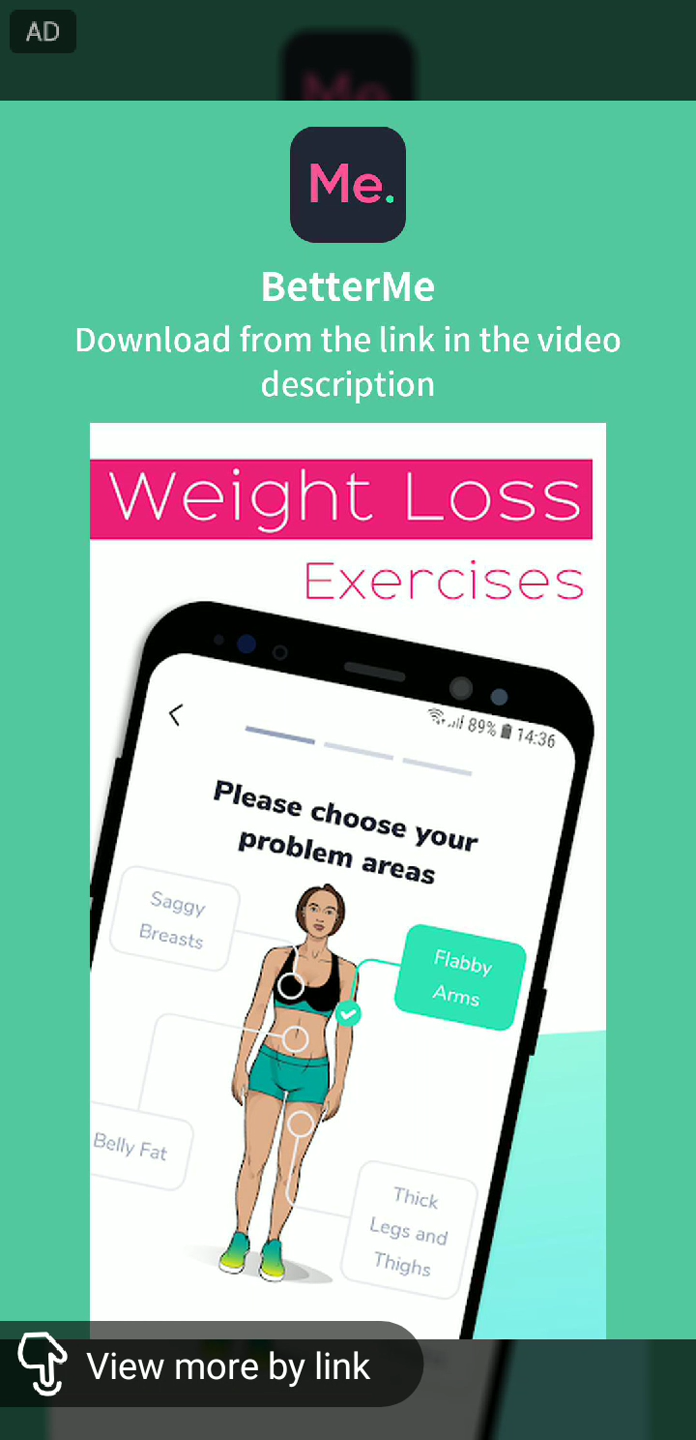 AD
Me.
BetterMe
Download from the link in the video
description
Weight Loss
Exercises
89% 14:36
Please choose your
problem areas
Saggy
Breasts
Flabby
Arms
Belly Fat
Thick
Legs and
Thighs
View more by link